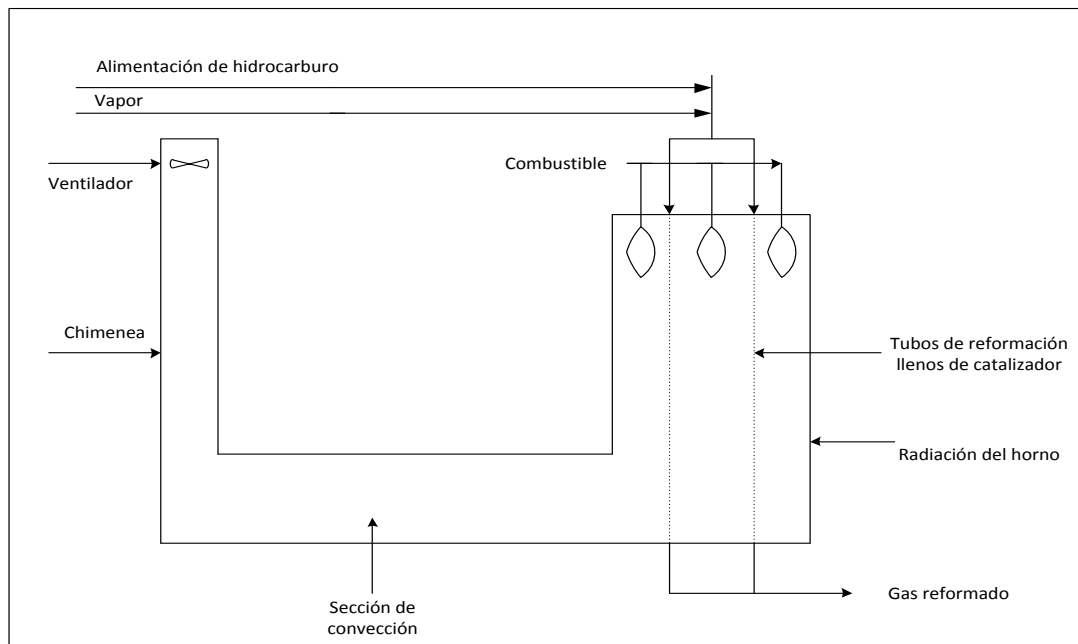 Alimentación de hidrocarburo
Vapor
Combustible
Ventilador
Chimenea
Tubos de reformación
llenos de catalizador
Radiación del horno
Gas reformado
Sección de
convección